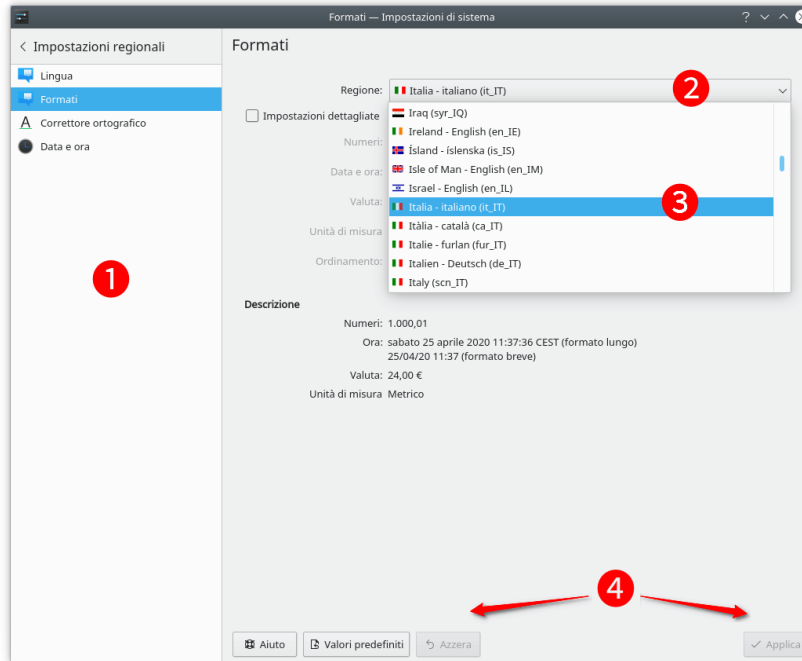 Formati — Impostazioni di sistema
?
< Impostazioni regionali
Lingua
Formati
A Correttore ortografico
Data e ora
1
Formati
Regione: Italia - italiano (it_IT)
2
Impostazioni dettagliate
Numeri:
Data e ora:
Valuta:
Unità di misura
Ordinamento:
Iraq (syr_IQ)
Ireland - English (en_IE)
Ísland - íslenska (is_IS)
Isle of Man - English (en_IM)
Israel - English (en_IL)
Italia - italiano (it_IT)
3
Itàlia - català (ca_IT)
Italie - furlan (fur_IT)
Italien - Deutsch (de_IT)
Italy (scn_IT)
Descrizione
Numeri: 1.000,01
Ora: sabato 25 aprile 2020 11:37:36 CEST (formato lungo)
25/04/20 11:37 (formato breve)
Valuta: 24,00 €
Unità di misura Metrico
4
Aiuto
Valori predefiniti
Azzera
Applica